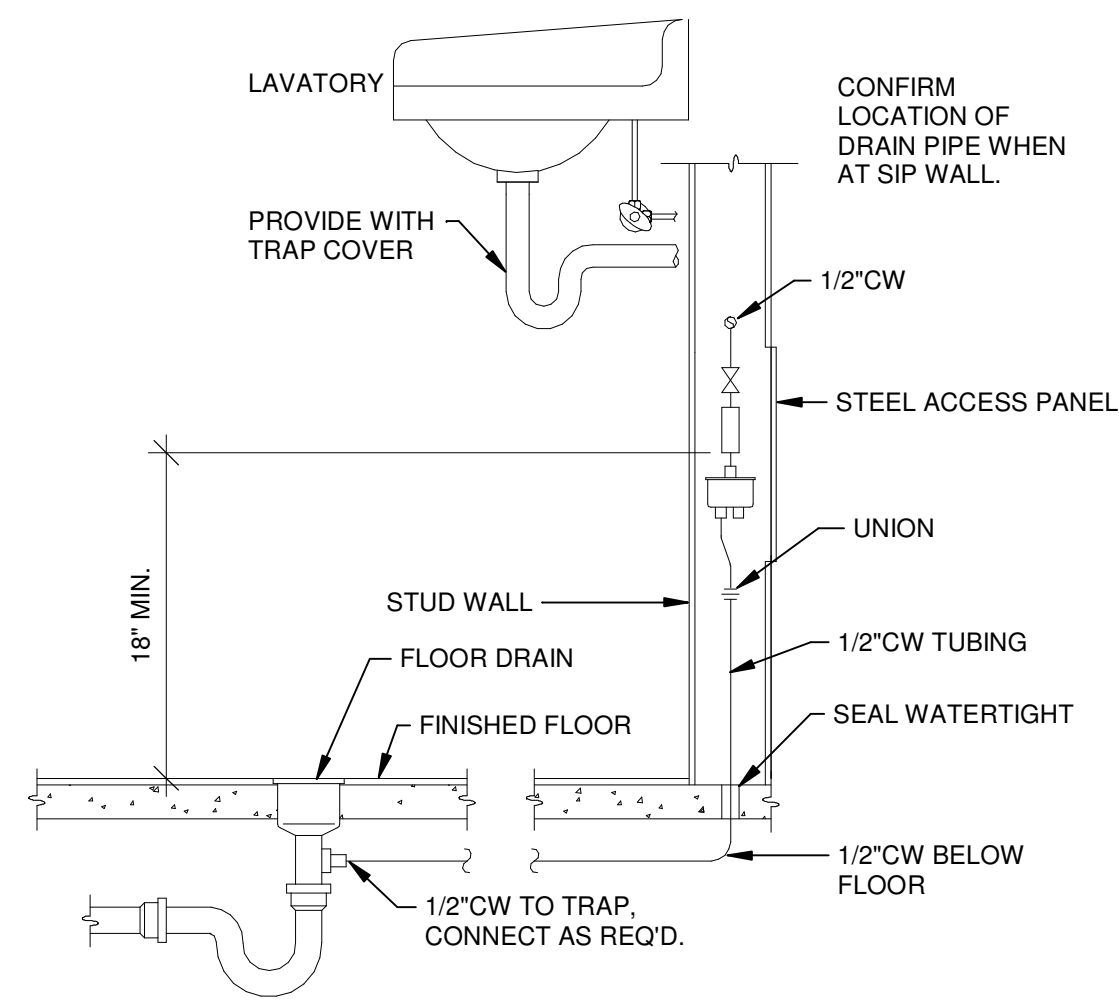 LAVATORY
CONFIRM
LOCATION OF
DRAIN PIPE WHEN
AT SIP WALL.
PROVIDE WITH
TRAP COVER
1/2"CW
STEEL ACCESS PANEL
UNION
18" MIN.
STUD WALL
1/2"CW TUBING
FLOOR DRAIN
SEAL WATERTIGHT
FINISHED FLOOR
1/2"CW BELOW
FLOOR
1/2"CW TO TRAP,
CONNECT AS REQ'D.